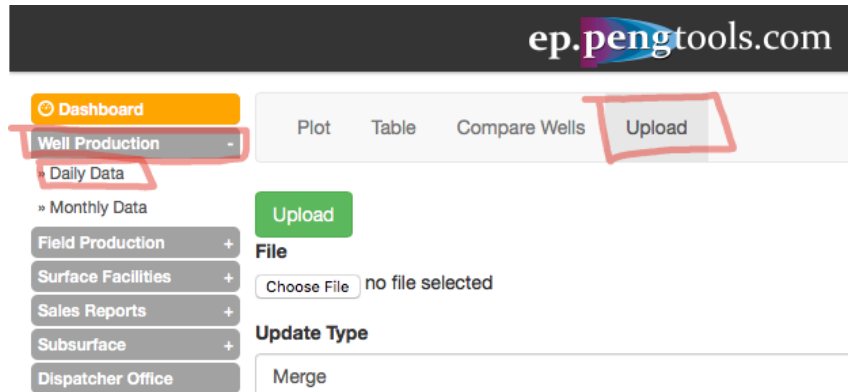 ep.pengtools.com
Dashboard
Well Production -
» Daily Data
» Monthly Data
Field Production +
Surface Facilities +
Sales Reports +
Subsurface +
Dispatcher Office
Plot Table Compare Wells Upload
Upload
File
Choose File no file selected
Update Type
Merge